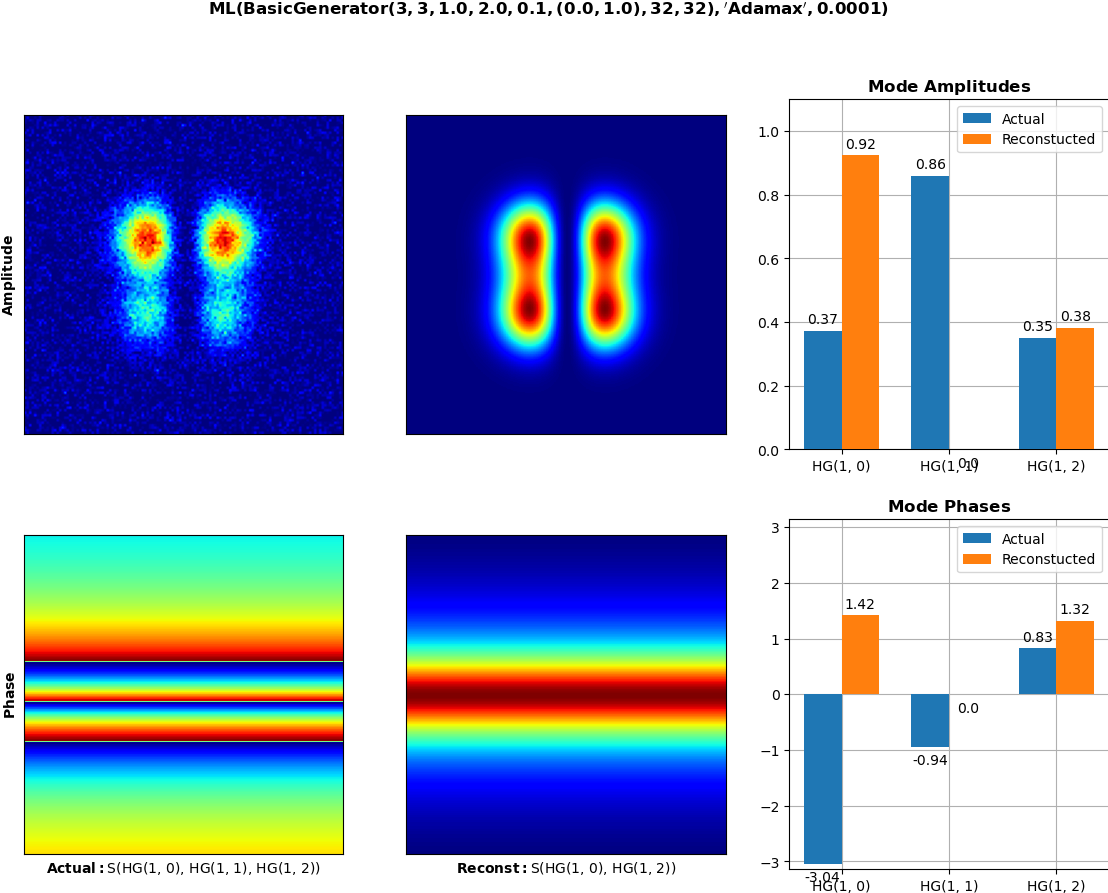 ML(BasicGenerator(3, 3, 1.0, 2.0, 0.1, (0.0, 1.0), 32, 32), ′Adamax′, 0.0001)
Amplitude
Mode Amplitudes
Actual
Reconstucted
1.0
0.8
0.6
0.4
0.2
0.0
0.37
0.92
0.86
0.0
0.35
0.38
HG(1, 0)
HG(1, 1)
HG(1, 2)
Phase
Actual: S(HG(1, 0), HG(1, 1), HG(1, 2))
Reconst: S(HG(1, 0), HG(1, 2))
Mode Phases
Actual
Reconstucted
3
2
1
0
−1
−2
−3
-3.04
1.42
-0.94
0.0
0.83
1.32
HG(1, 0)
HG(1, 1)
HG(1, 2)